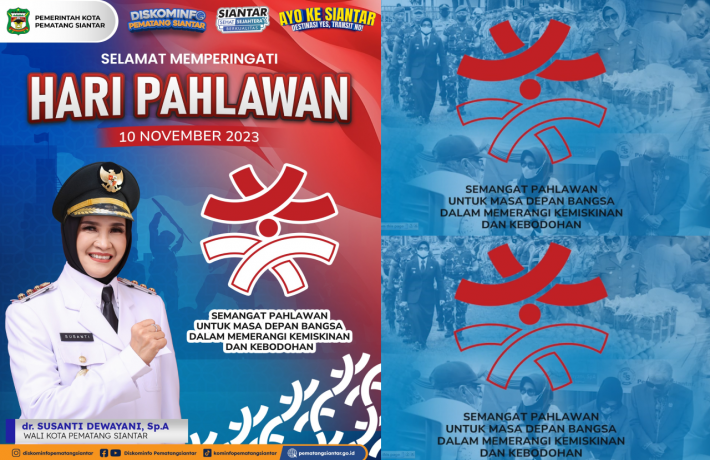 PEMERINTAH KOTA
PEMATANG SIANTAR
DISKOMINFO
PEMATANG SIANTAR
SIANTAR
SEHAT SEJAHTERA
BERKUALITAS
AYO KE SIANTAR
DESTINASI YES, TRANSIT NO!
SELAMAT MEMPERINGATI
HARI PAHLAWAN
10 NOVEMBER 2023
SEMANGAT PAHLAWAN
UNTUK MASA DEPAN BANGSA
DALAM MEMERANGI KEMISKINAN
DAN KEBODOHAN
SUSANTI
dr. SUSANTI DEWAYANI, Sp.A
WALI KOTA PEMATANG SIANTAR
diskominfopematangsiantar
Diskominfo Pematangsiantar
kominfopematangsiantar
pematangsiantar.go.id
SEMANGAT PAHLAWAN
UNTUK MASA DEPAN BANGSA
DALAM MEMERANGI KEMISKINAN
DAN KEBODOHAN
SEMANGAT PAHLAWAN
UNTUK MASA DEPAN BANGSA
DALAM MEMERANGI KEMISKINAN
DAN KEBODOHAN